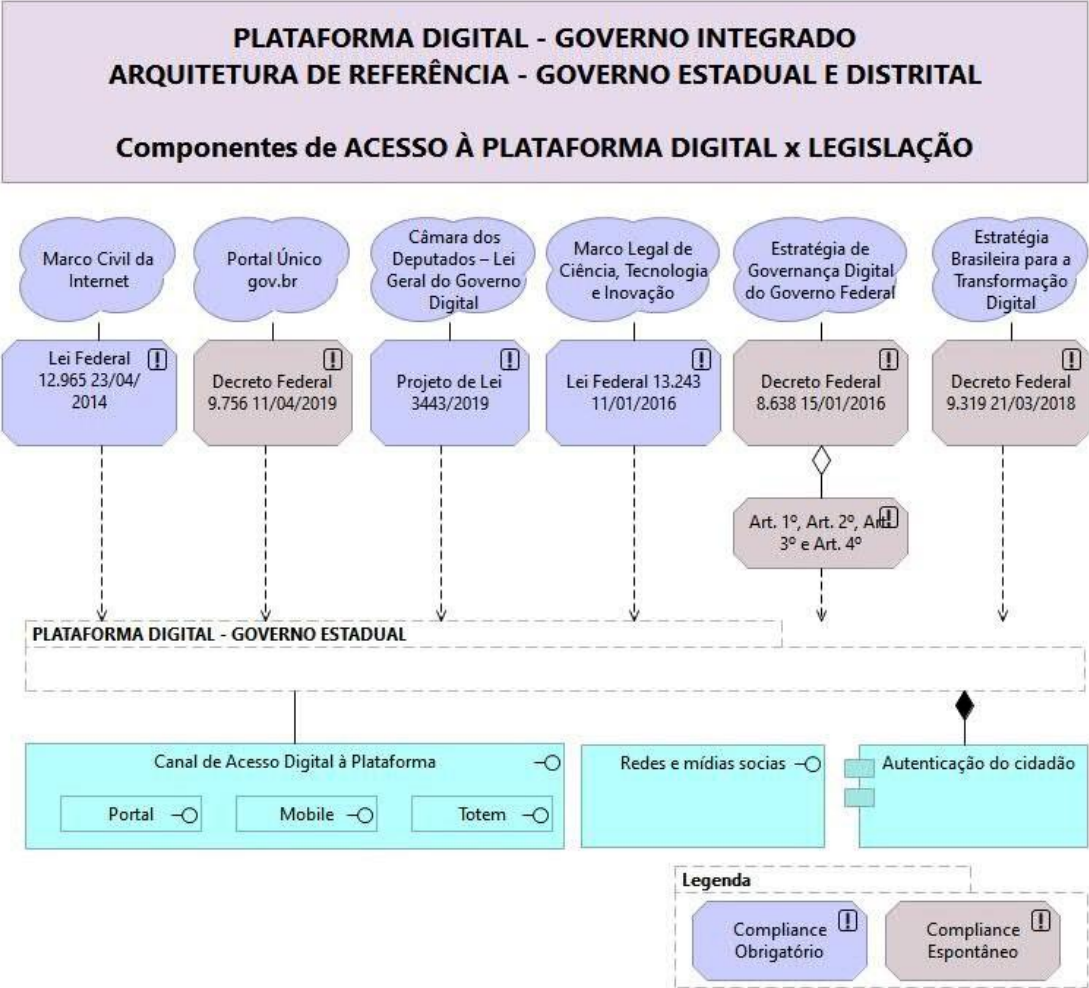 PLATAFORMA DIGITAL - GOVERNO INTEGRADO
ARQUITETURA DE REFERÊNCIA - GOVERNO ESTADUAL E DISTRITAL
Componentes de ACESSO À PLATAFORMA DIGITAL x LEGISLAÇÃO
Marco Civil da
Internet
Portal Único
gov.br
Câmara dos
Deputados – Lei
Geral do Governo
Digital
Marco Legal de
Ciência, Tecnologia
e Inovação
Estratégia de
Governança Digital
do Governo Federal
Estratégia
Brasileira para a
Transformação
Digital
Lei Federal
12.965 23/04/
2014
Decreto Federal
9.756 11/04/2019
Projeto de Lei
3443/2019
Lei Federal 13.243
11/01/2016
Decreto Federal
8.638 15/01/2016
Decreto Federal
9.319 21/03/2018
Art. 1º, Art. 2º, Art.
3º e Art. 4º
PLATAFORMA DIGITAL - GOVERNO ESTADUAL
Canal de Acesso Digital à Plataforma
Portal
Mobile
Totem
Redes e mídias socias
Autenticação do cidadão
Legenda
Compliance
Obrigatório
Compliance
Espontâneo